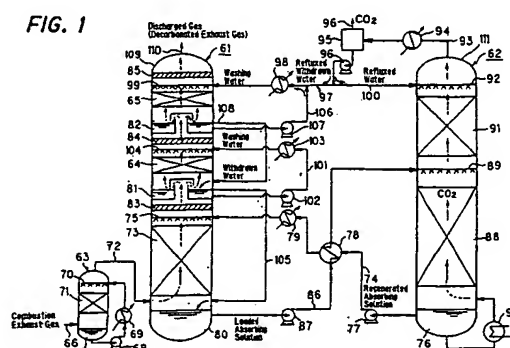 FIG. 1
Discharged Gas
(Decarbonated Exhaust Gas)
110
109
61
85
99
65
108
82
84
104
64
81
83
75
73
80
105
Washing
Water
Washing
Water
Withdrawn
Water
98
Refluxed
Withdrawn Water
96
97
106
107
103
101
102
79
78
86
87
Loaded
Absorbing
Solution
74
Regenerated
Absorbing
Solution
77
96
CO2
95
94
93
111
62
92
100
Refluxed
Water
91
89
CO2
88
76
63
72
70
71
69
66
68
Combustion
Exhaust Gas